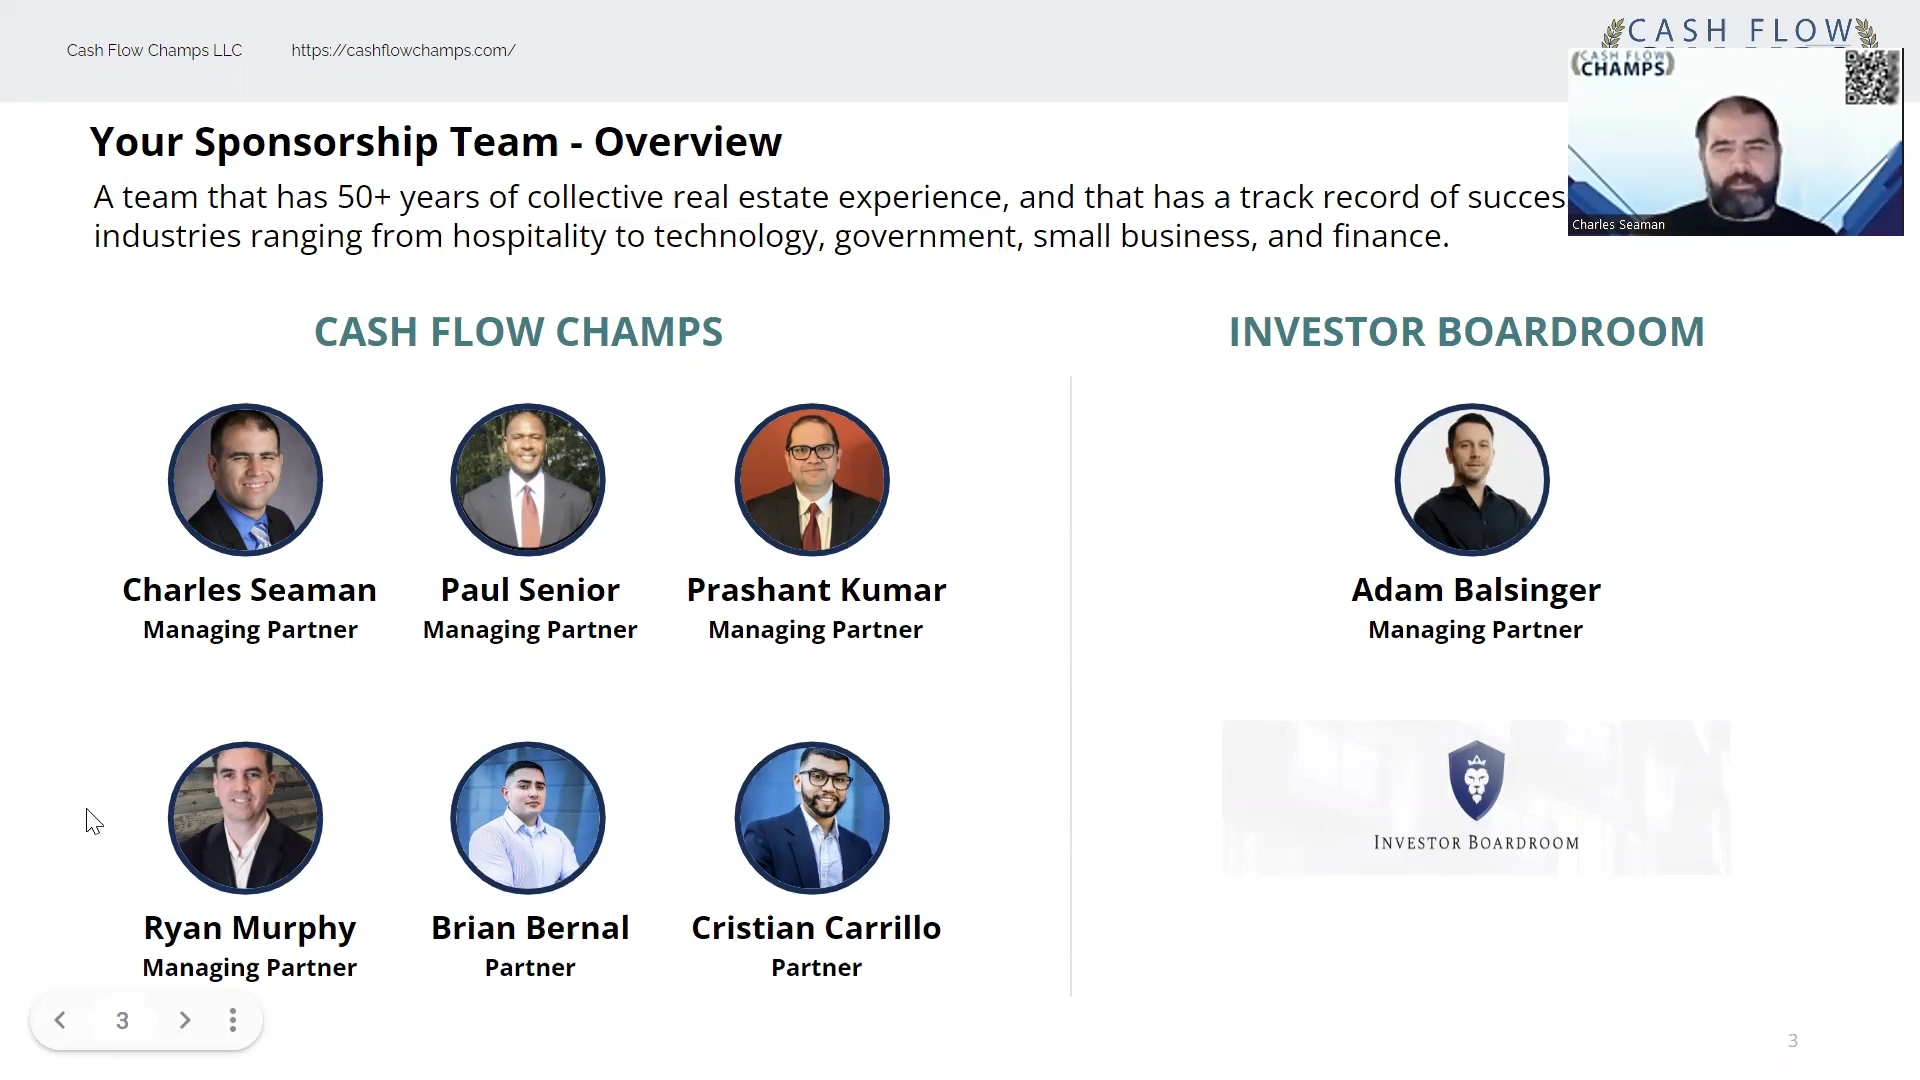 Cash Flow Champs LLC https://cashflowchamps.com/
CASH FLOW
CASH FLOW
CHAMPS
Charles Seaman
Your Sponsorship Team - Overview
A team that has 50+ years of collective real estate experience, and that has a track record of succes
industries ranging from hospitality to technology, government, small business, and finance.
CASH FLOW CHAMPS
INVESTOR BOARDROOM
Charles Seaman
Managing Partner
Paul Senior
Managing Partner
Prashant Kumar
Managing Partner
Adam Balsinger
Managing Partner
Ryan Murphy
Managing Partner
Brian Bernal
Partner
Cristian Carrillo
Partner
INVESTOR BOARDROOM
3
3